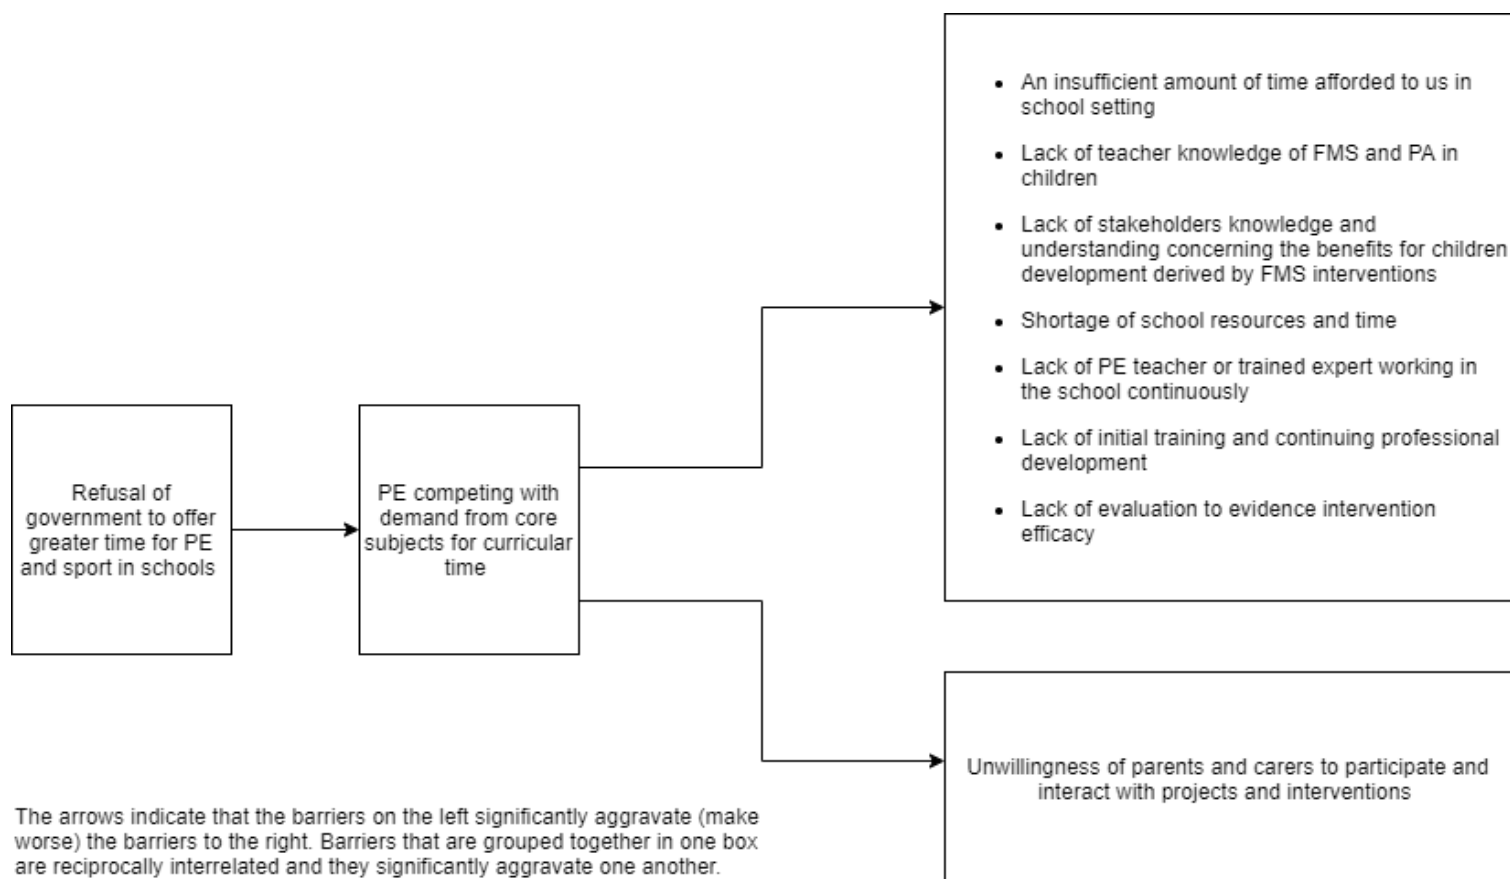 Refusal of
government to offer
greater time for PE
and sport in schools
PE competing with
demand from core
subjects for curricular
time
• An insufficient amount of time afforded to us in
school setting
• Lack of teacher knowledge of FMS and PA in
children
• Lack of stakeholders knowledge and
understanding concerning the benefits for children
development derived by FMS interventions
• Shortage of school resources and time
• Lack of PE teacher or trained expert working in
the school continuously
• Lack of initial training and continuing professional
development
• Lack of evaluation to evidence intervention
efficacy
Unwillingness of parents and carers to participate and
interact with projects and interventions
The arrows indicate that the barriers on the left significantly aggravate (make
worse) the barriers to the right. Barriers that are grouped together in one box
are reciprocally interrelated and they significantly aggravate one another.